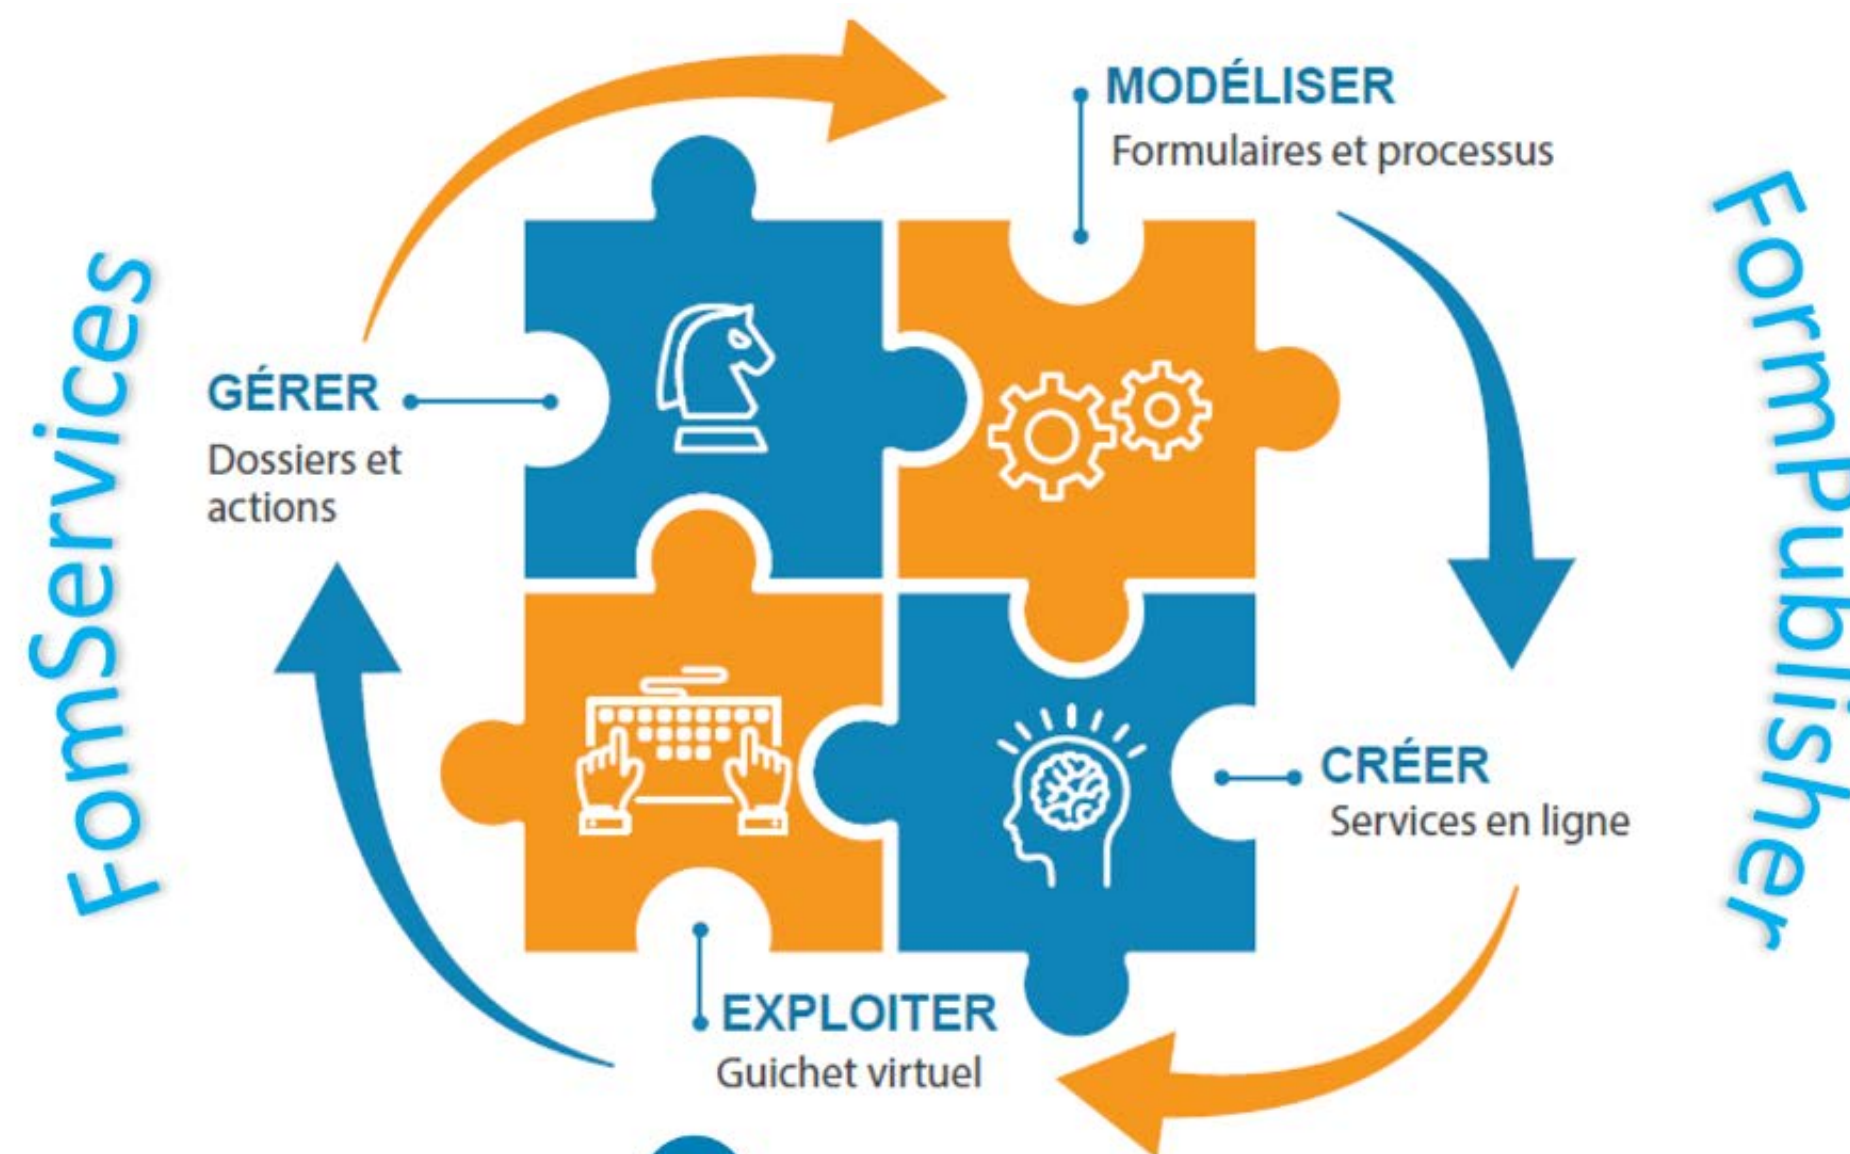 MODÉLISER
Formulaires et processus
FormPublisher
FomServices
GÉRER
Dossiers et
actions
CRÉER
Services en ligne
EXPLOITER
Guichet virtuel